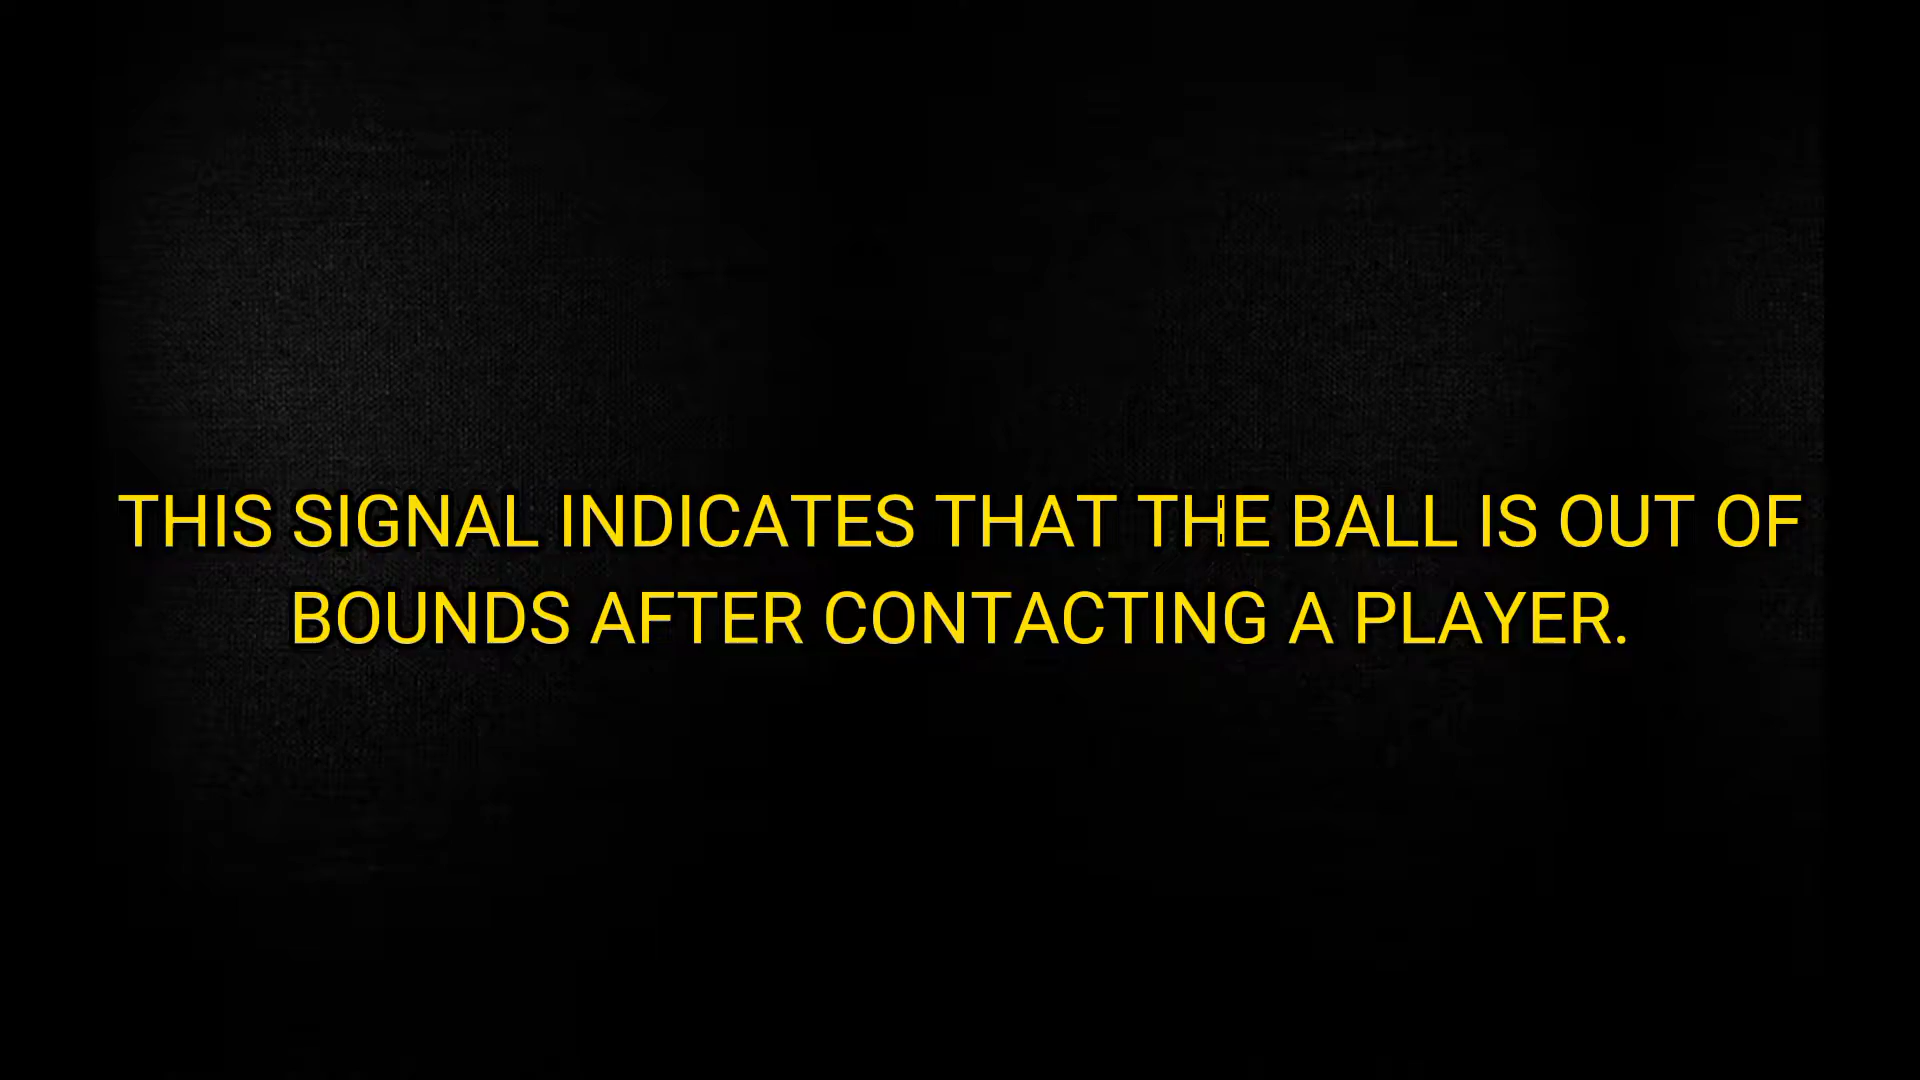 THIS SIGNAL INDICATES THAT THE BALL IS OUT OF
BOUNDS AFTER CONTACTING A PLAYER.